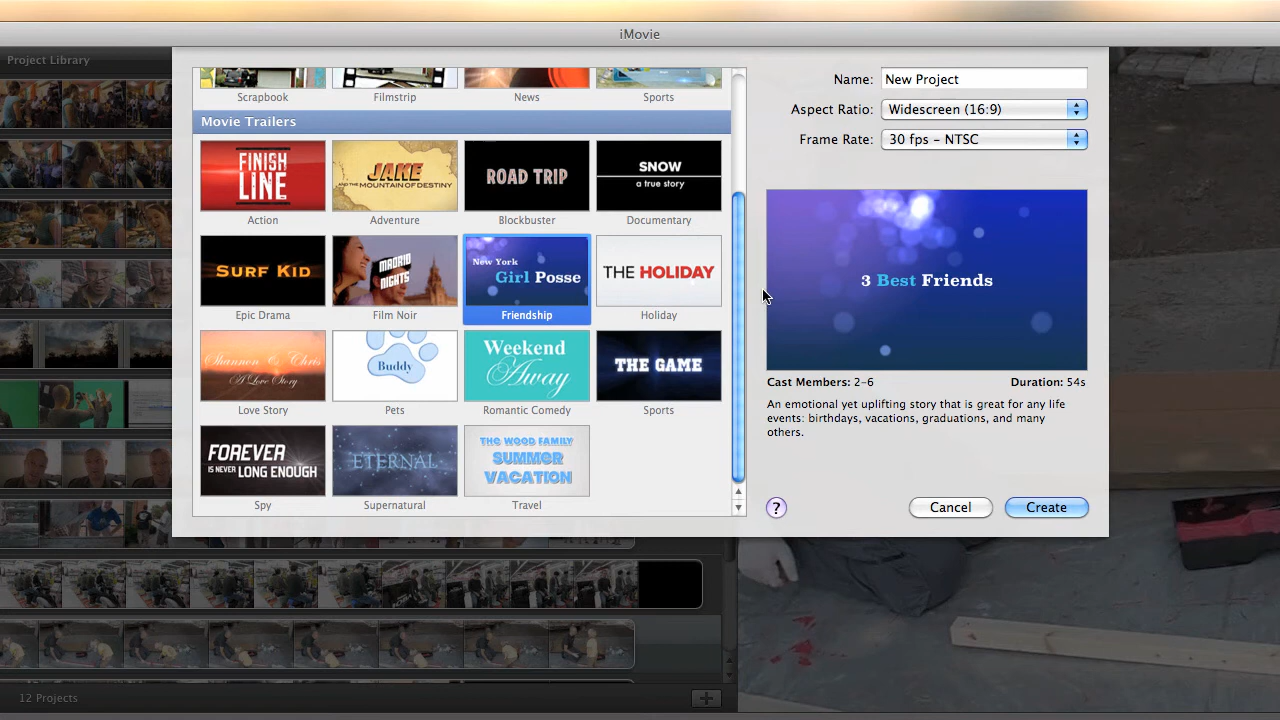 iMovie
Project Library
Name: New Project
Aspect Ratio: Widescreen (16:9)
Frame Rate: 30 fps – NTSC
Scrapbook
Filmstrip
News
Sports
Movie Trailers
FINISH
LINE
Action
JAKE
AND THE MOUNTAIN OF DESTINY
Adventure
ROAD TRIP
Blockbuster
SNOW
a true story
Documentary
SURF KID
Epic Drama
MADRID
NIGHTS
Film Noir
New York
Girl Posse
Friendship
THE HOLIDAY
Holiday
Shannon & Chris
A Love Story
Love Story
Buddy
Pets
Weekend
Away
Romantic Comedy
THE GAME
Sports
FOREVER
IS NEVER LONG ENOUGH
Spy
ETERNAL
Supernatural
THE WOOD FAMILY
SUMMER
VACATION
Travel
3 Best Friends
Cast Members: 2-6
Duration: 54s
An emotional yet uplifting story that is great for any life
events: birthdays, vacations, graduations, and many
others.
?
Cancel
Create
12 Projects